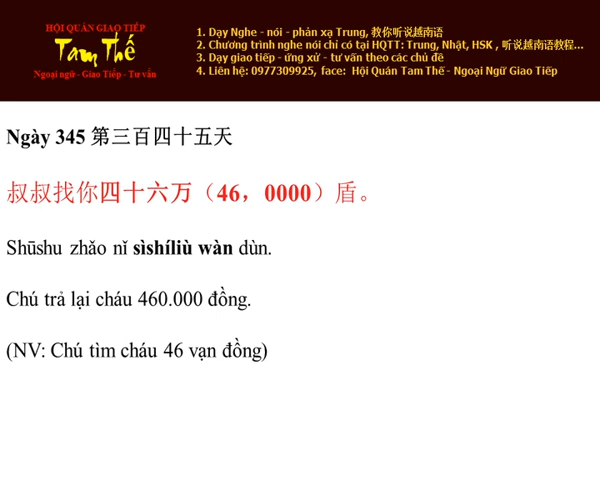 HỘI QUÁN GIAO TIẾP
Tam Thế
Ngoại ngữ - Giao Tiếp - Tư vấn
1. Dạy Nghe - nói - phản xạ Trung, 教你听说越南语
2. Chương trình nghe nói chỉ có tại HQTT: Trung, Nhật, HSK , 听说越南语教程...
3. Dạy giao tiếp - ứng xử - tư vấn theo các chủ đề
4. Liên hệ: 0977309925, face: Hội Quán Tam Thế - Ngoại Ngữ Giao Tiếp
Ngày 345 第三百四十五天
叔叔找你四十六万（46，0000）盾。
Shūshu zhǎo nǐ sìshíliù wàn dùn.
Chú trả lại cháu 460.000 đồng.
(NV: Chú tìm cháu 46 vạn đồng)